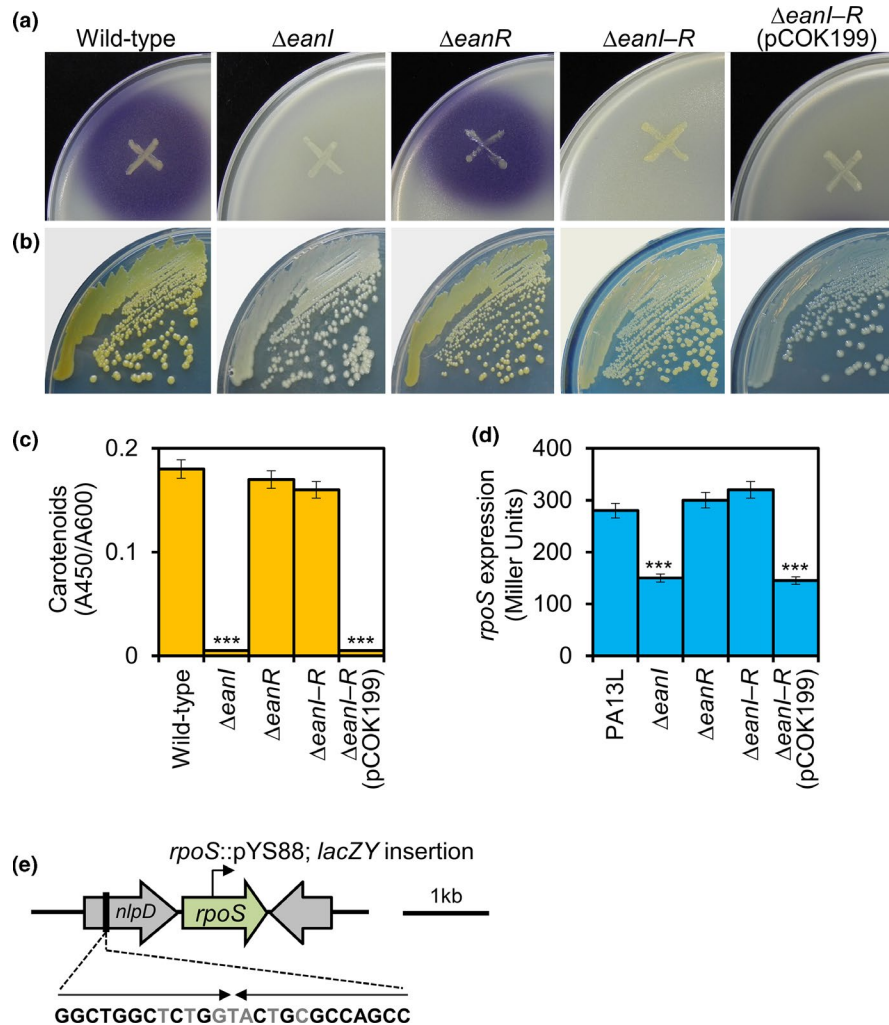 (a)
Wild-type
ΔeanI
ΔeanR
ΔeanI–R
ΔeanI–R
(pCOK199)
(b)
(c)
0.2
0.1
0
Carotenoids
(A450/A600)
***
***
Wild-type
ΔeanI
ΔeanR
ΔeanI–R
ΔeanI–R
(pCOK199)
(d)
400
300
200
100
0
rpoS expression
(Miller Units)
***
***
PA13L
ΔeanI
ΔeanR
ΔeanI–R
ΔeanI–R
(pCOK199)
(e)
rpoS::pYS88; lacZY insertion
nlpD
rpoS
1kb
GGCTGGCTCTGGTACTGCGCCAGCC